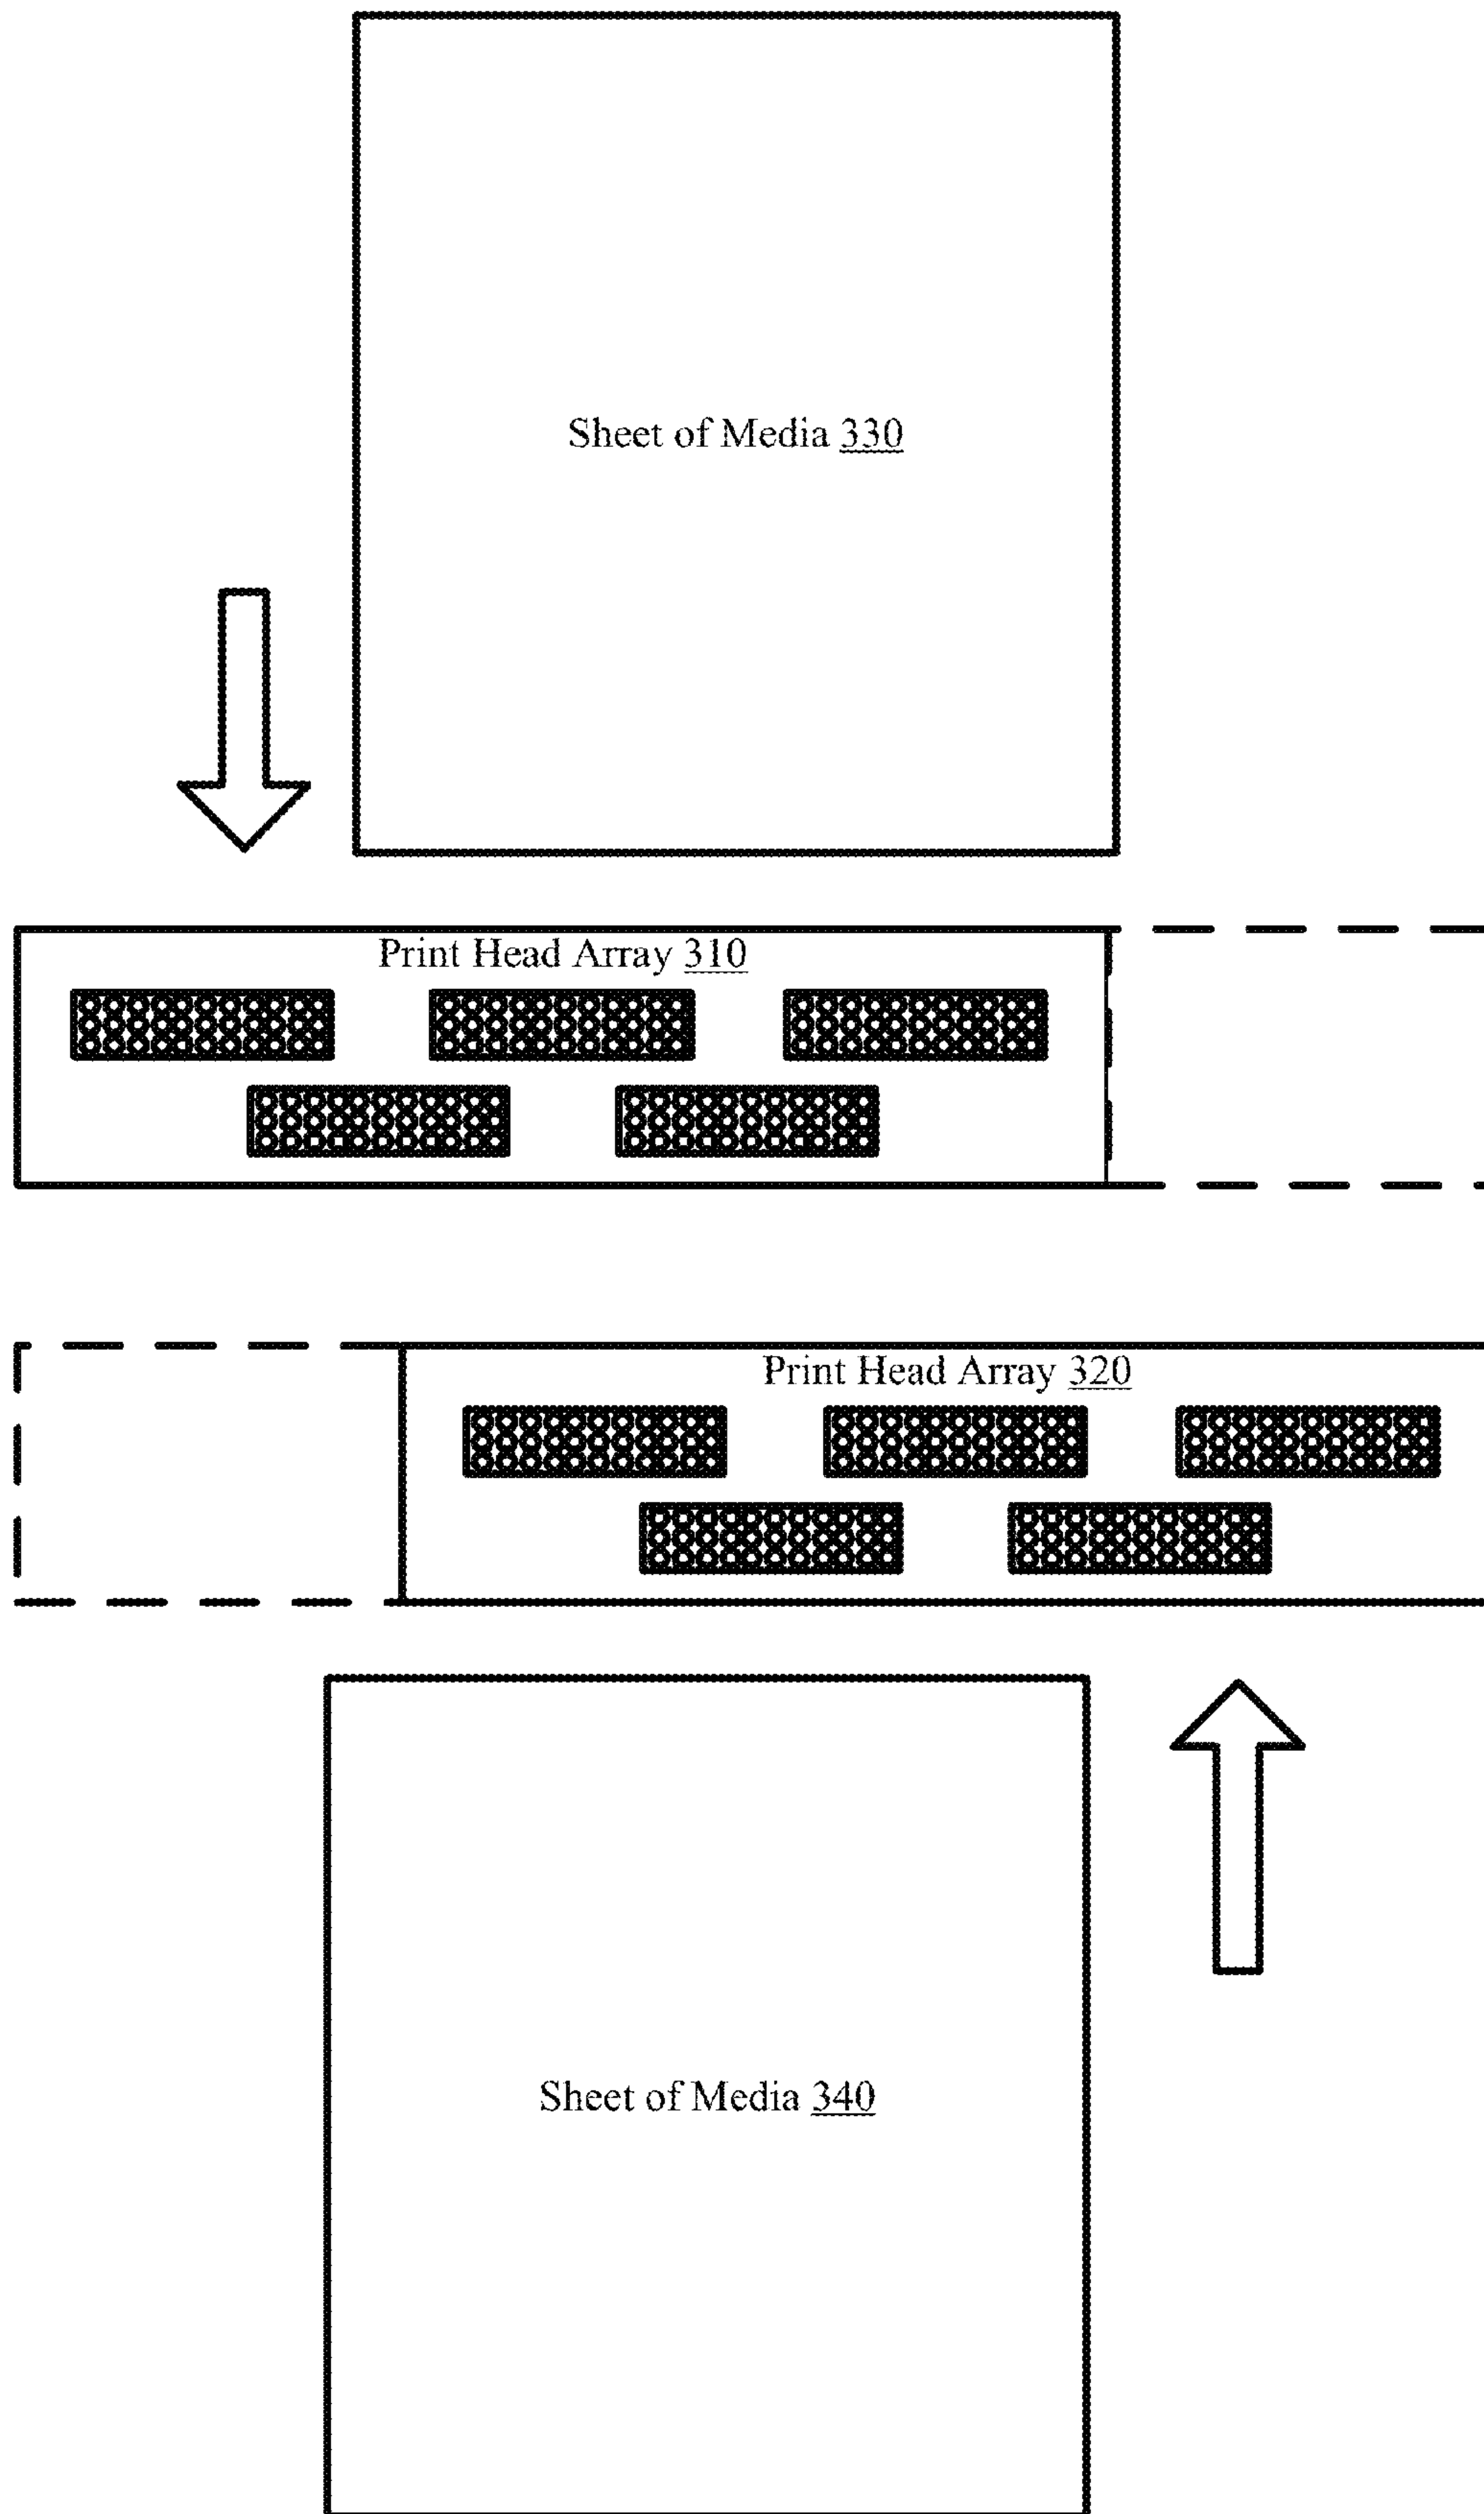 Sheet of Media 330
Print Head Array 310
Print Head Array 320
Sheet of Media 340